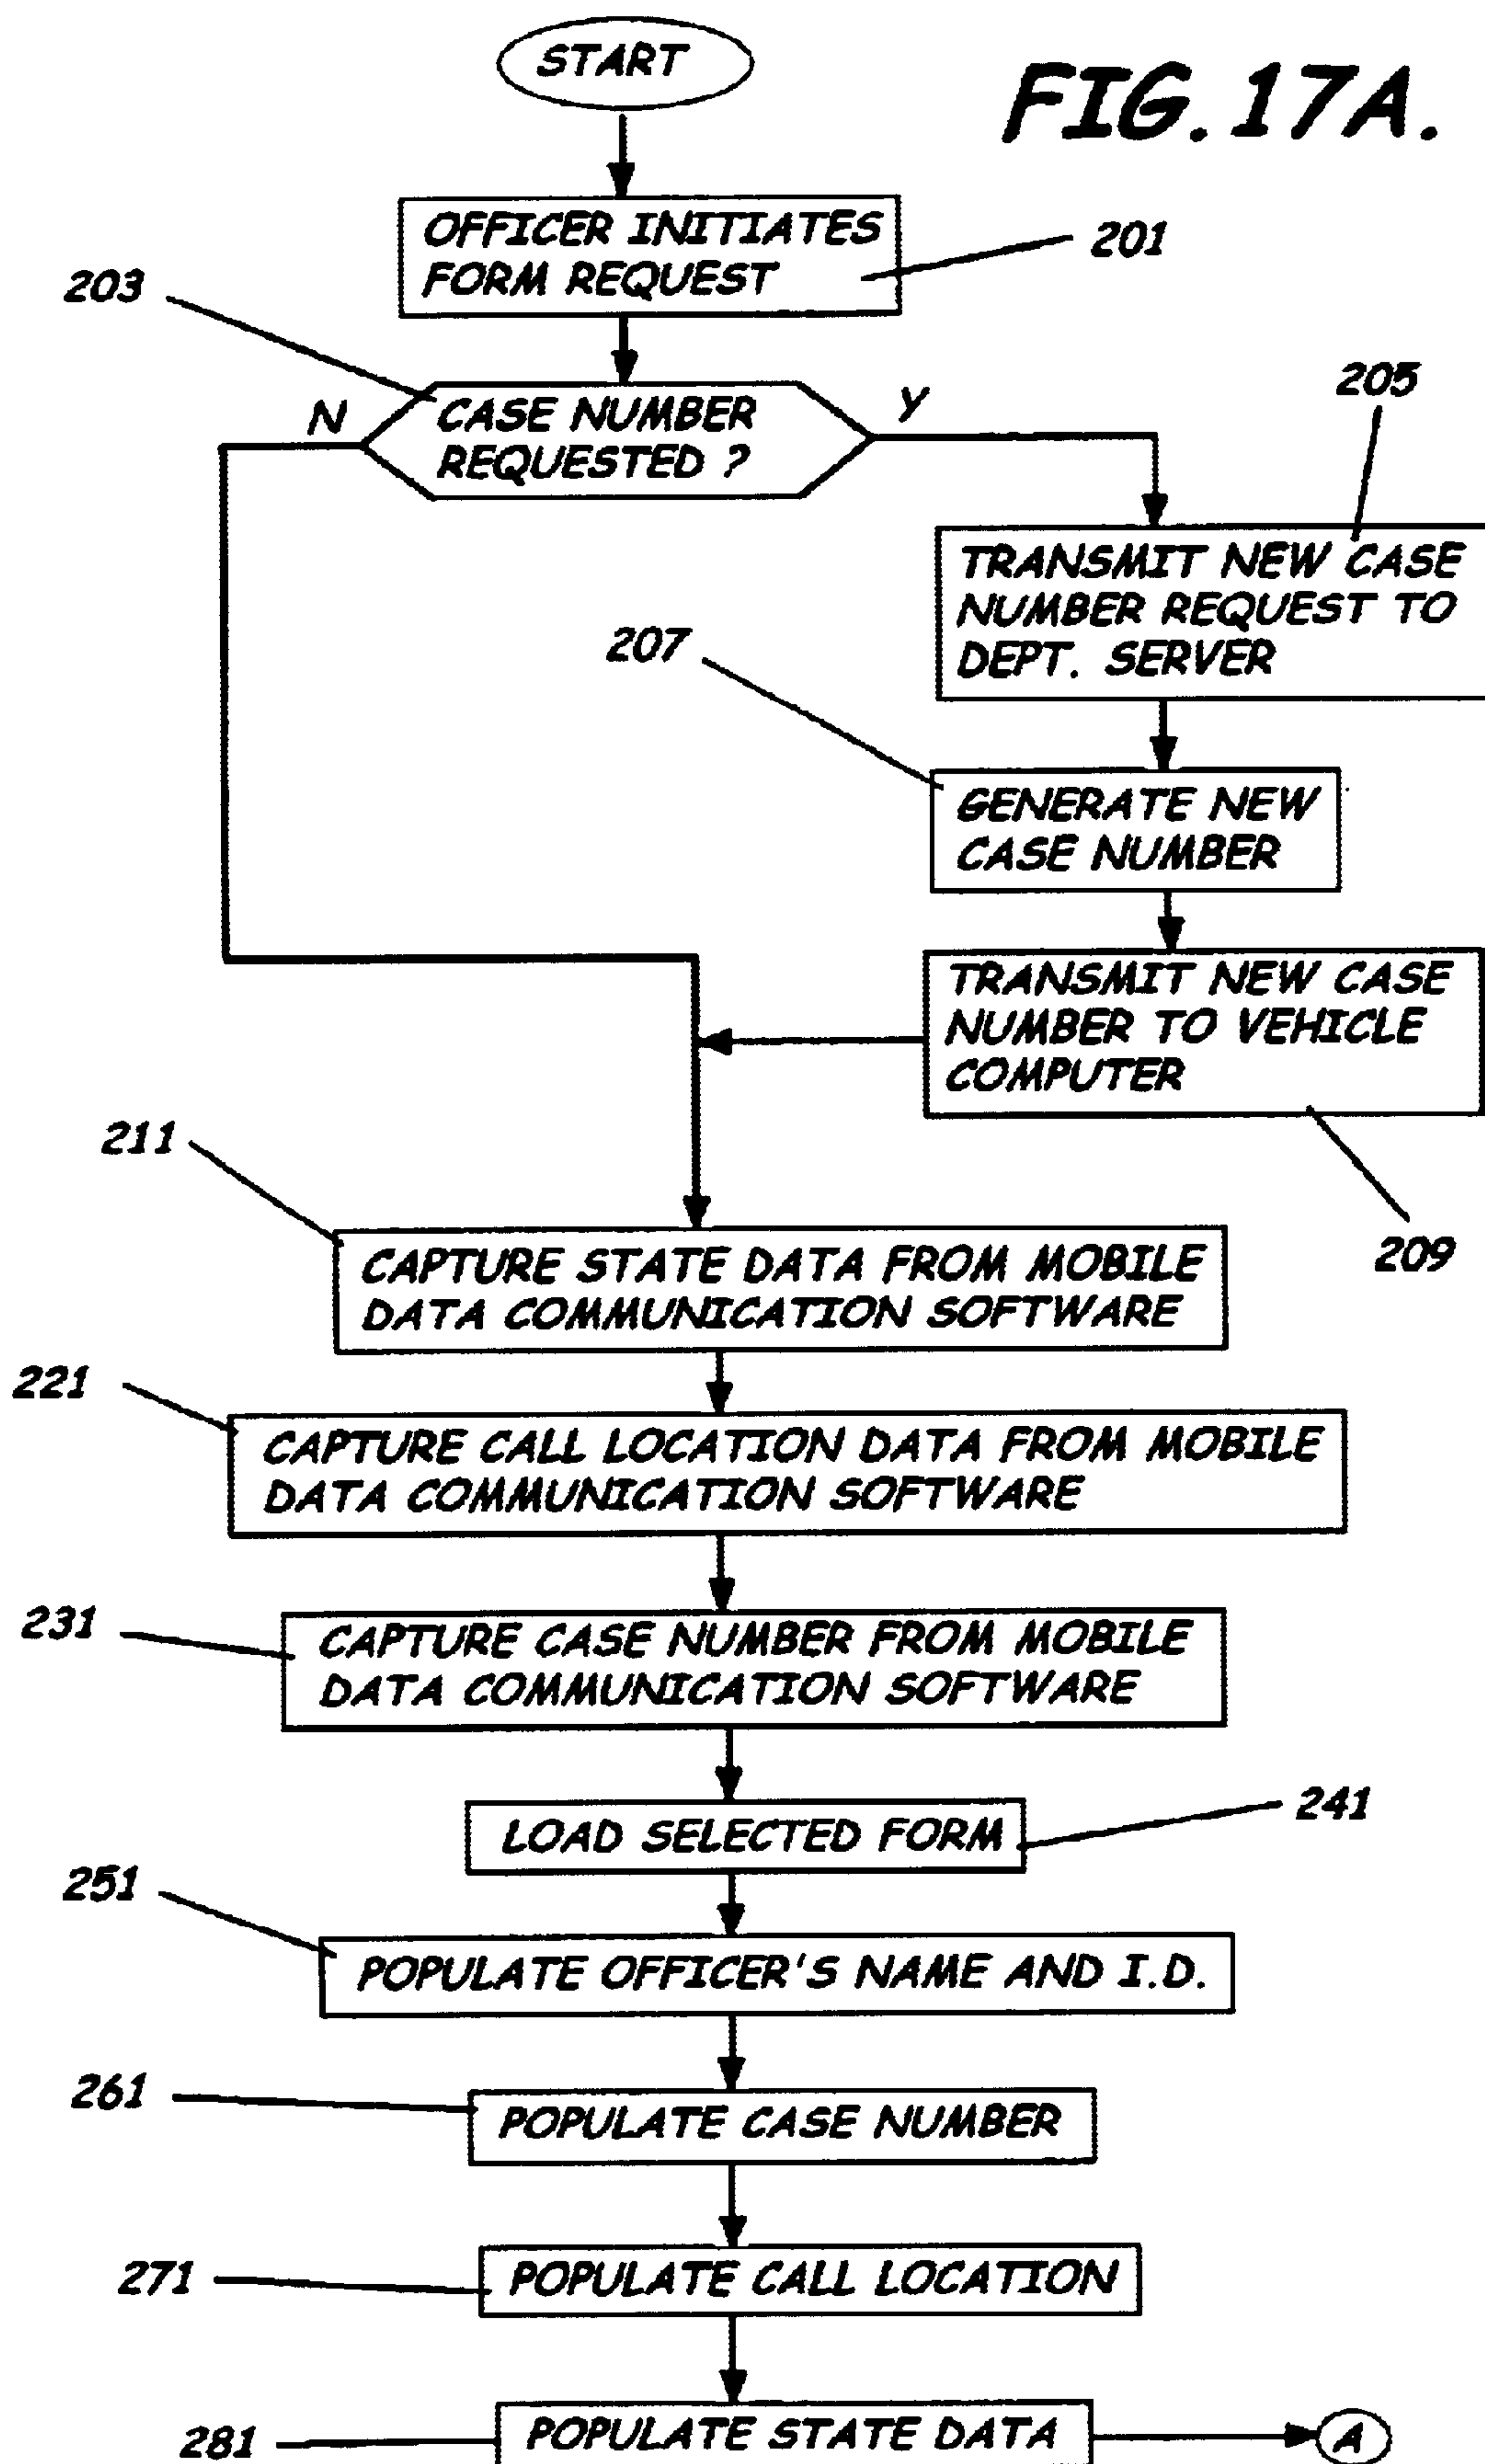 START
FIG. 17A.
OFFICER INITIATES
FORM REQUEST
201
203
N
CASE NUMBER
REQUESTED ?
Y
205
TRANSMIT NEW CASE
NUMBER REQUEST TO
DEPT. SERVER
207
GENERATE NEW
CASE NUMBER
TRANSMIT NEW CASE
NUMBER TO VEHICLE
COMPUTER
209
211
CAPTURE STATE DATA FROM MOBILE
DATA COMMUNICATION SOFTWARE
221
CAPTURE CALL LOCATION DATA FROM MOBILE
DATA COMMUNICATION SOFTWARE
231
CAPTURE CASE NUMBER FROM MOBILE
DATA COMMUNICATION SOFTWARE
LOAD SELECTED FORM
241
251
POPULATE OFFICER'S NAME AND I.D.
261
POPULATE CASE NUMBER
271
POPULATE CALL LOCATION
281
POPULATE STATE DATA
A